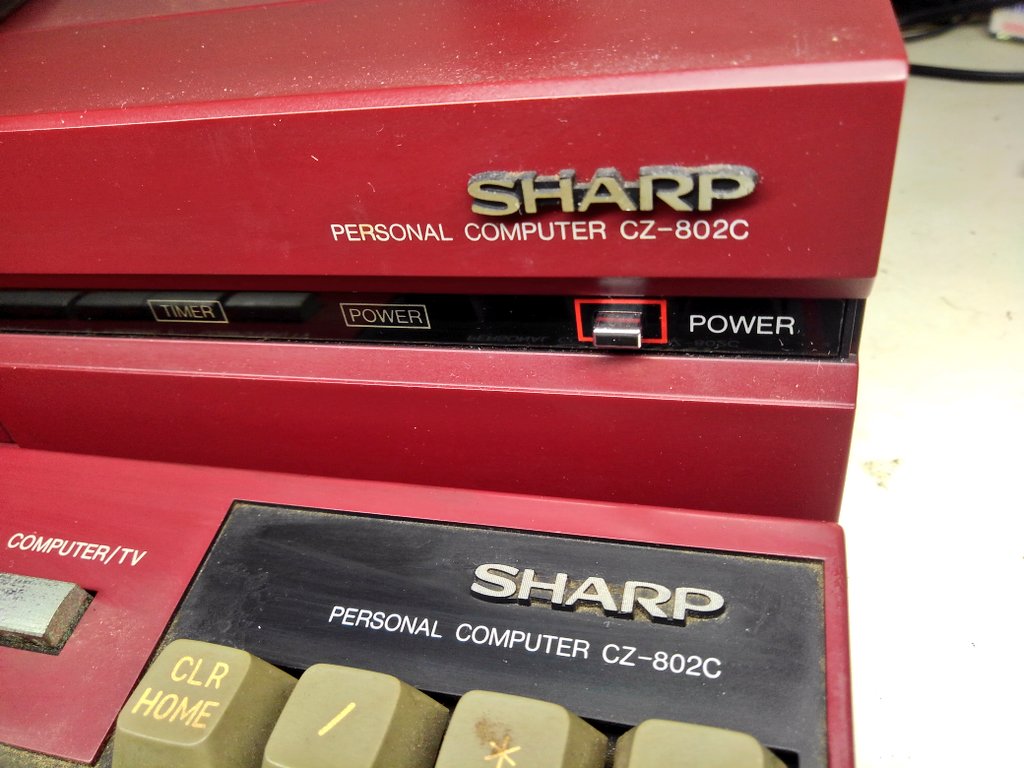 SHARP
PERSONAL COMPUTER CZ-802C
TIMER
POWER
POWER
COMPUTER/TV
SHARP
PERSONAL COMPUTER CZ-802C
CLR
HOME
/
*